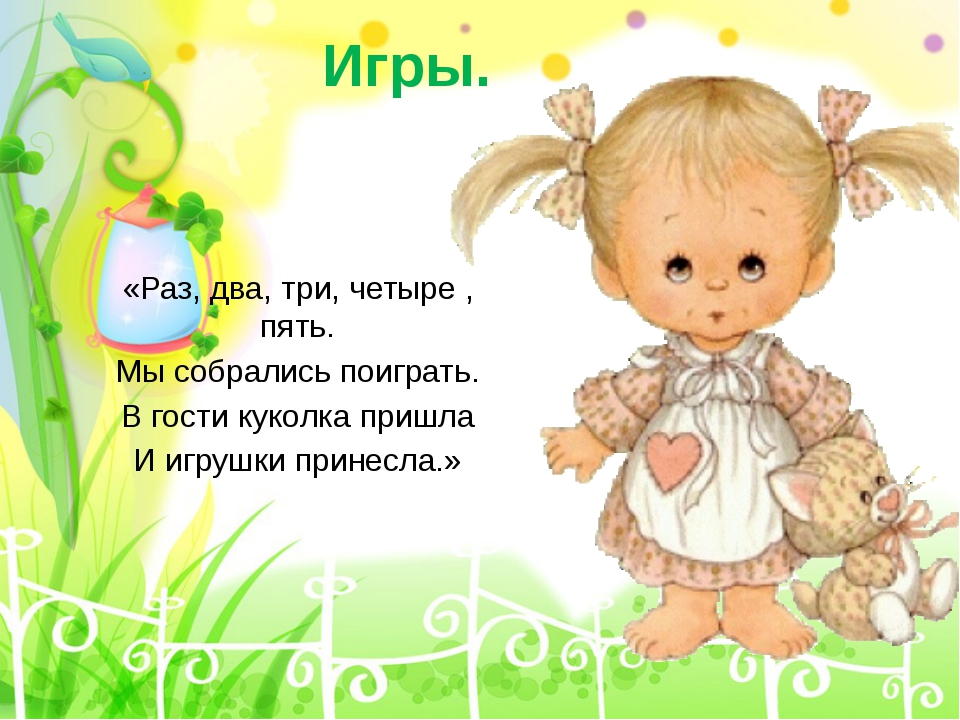 Игры.
«Раз, два, три, четыре ,
пять.
Мы собрались поиграть.
В гости куколка пришла
И игрушки принесла.»